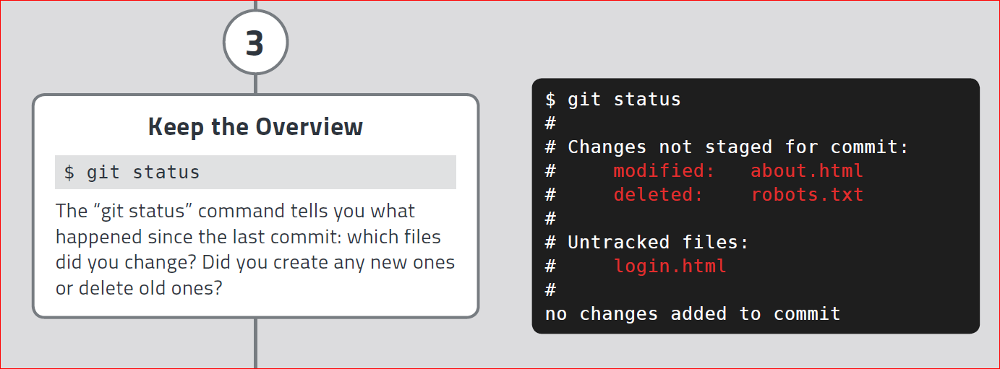 3
Keep the Overview
$ git status
The “git status” command tells you what
happened since the last commit: which files
did you change? Did you create any new ones
or delete old ones?
$ git status
#
# Changes not staged for commit:
#     modified:   about.html
#     deleted:    robots.txt
#
# Untracked files:
#     login.html
#
no changes added to commit